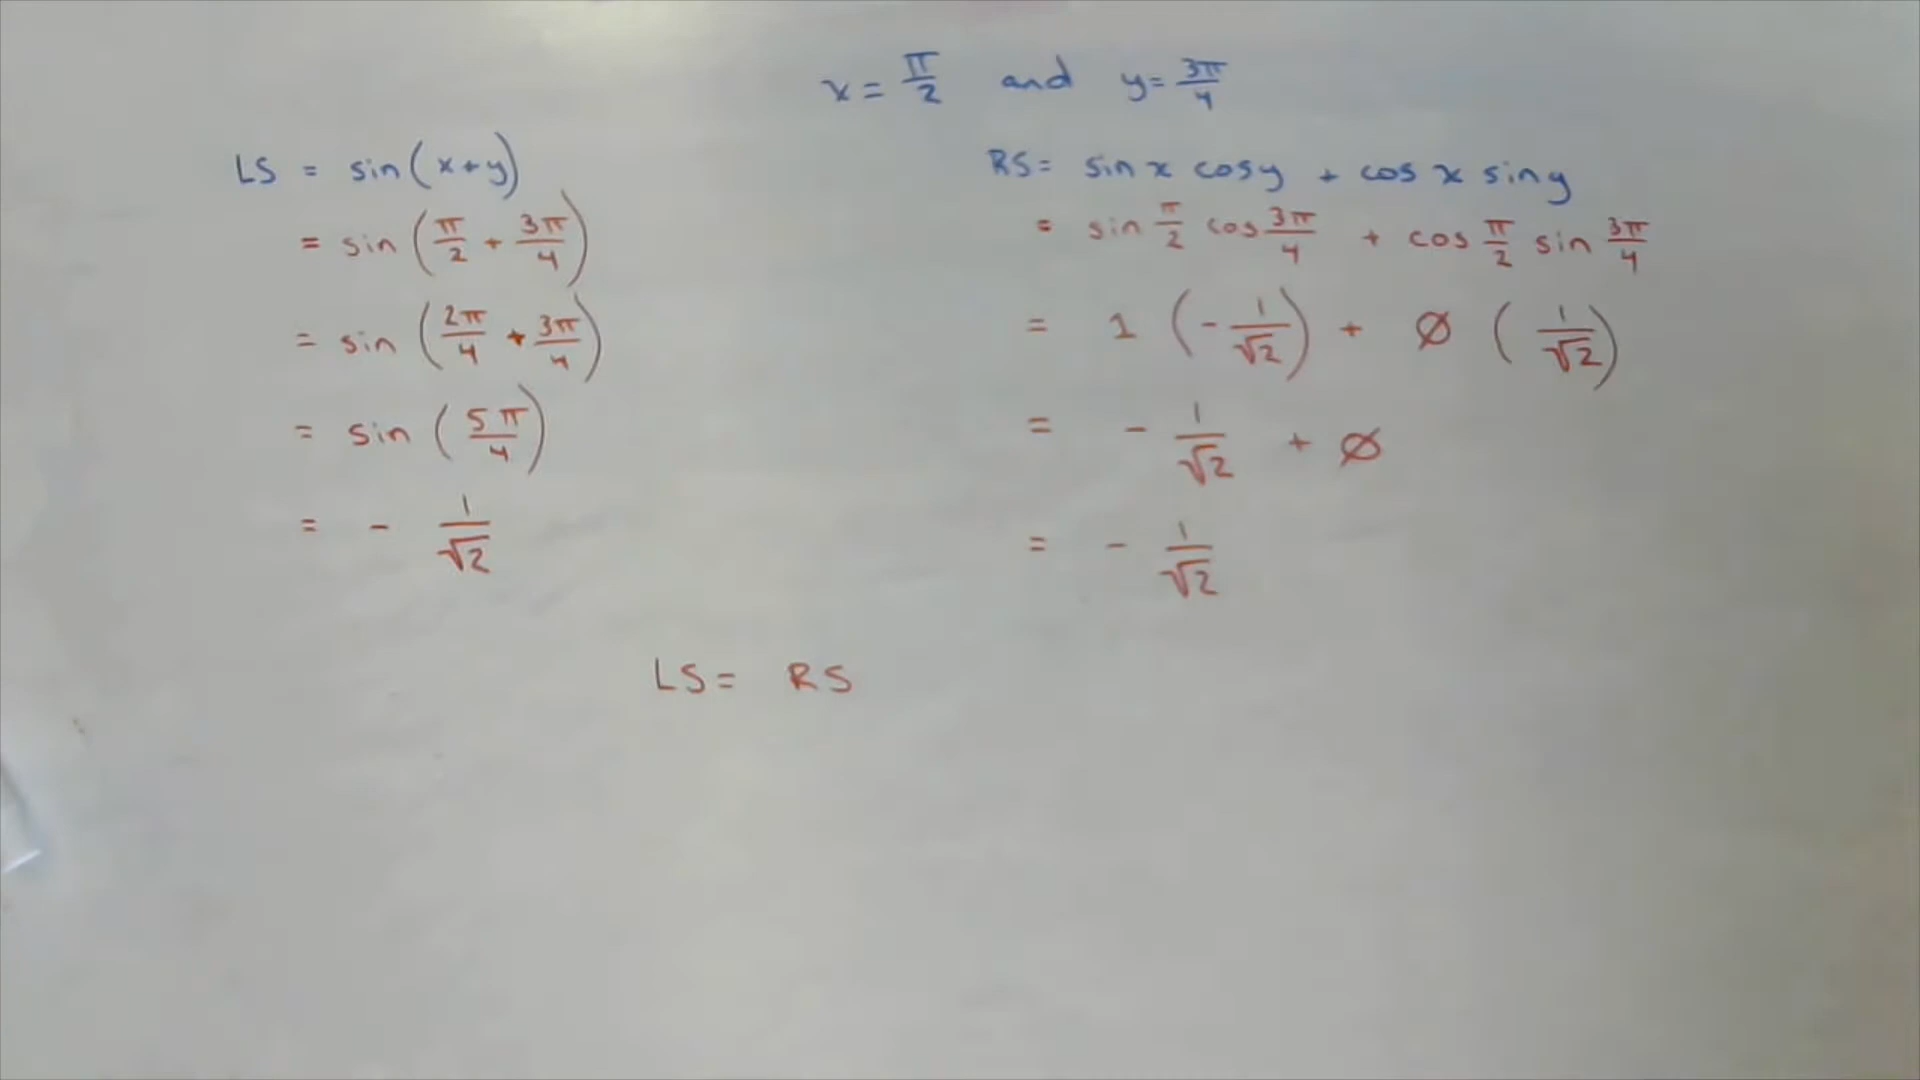 x = π/2 and y = 3π/4
LS = sin(x+y)
= sin(π/2 + 3π/4)
= sin(2π/4 + 3π/4)
= sin(5π/4)
= - 1/√2
RS = sin x cos y + cos x sin y
= sin π/2 cos 3π/4 + cos π/2 sin 3π/4
= 1 (- 1/√2) + Ø (1/√2)
= - 1/√2 + Ø
= - 1/√2
LS = RS